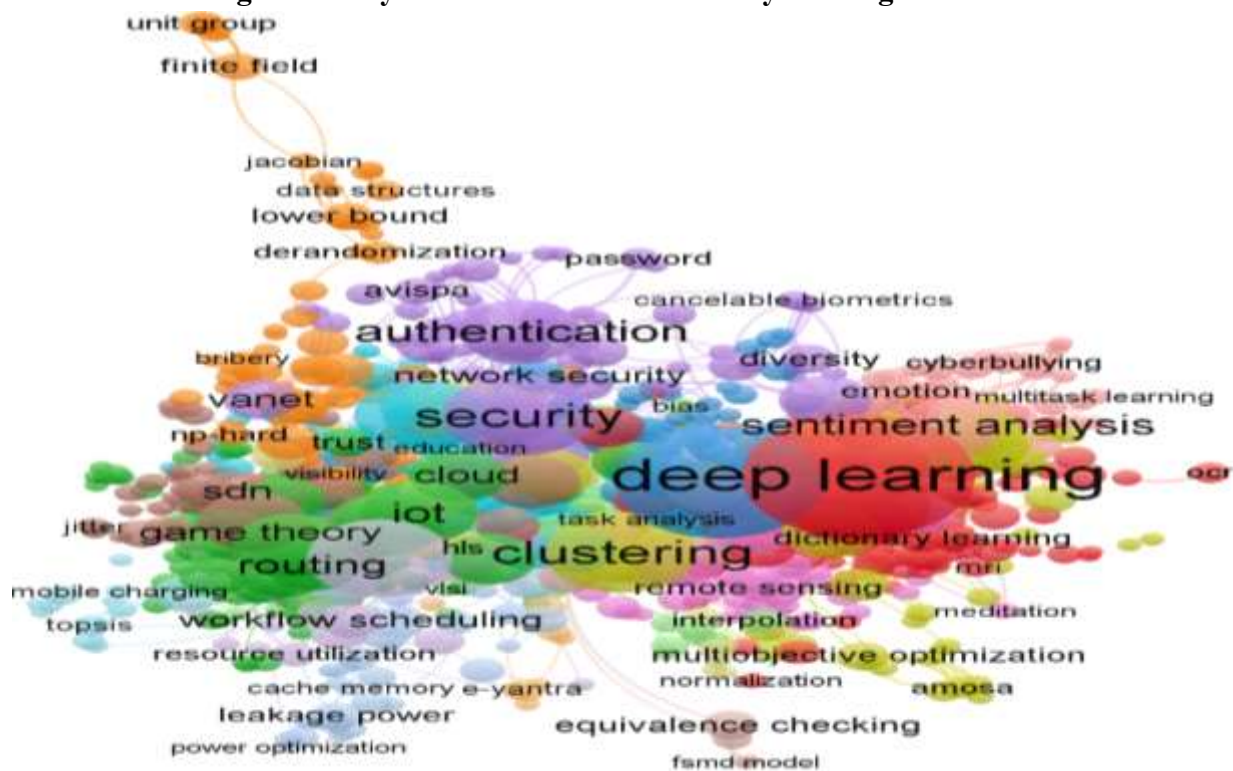 unit group
finite field
jacobian
data structures
lower bound
derandomization
password
avispa
cancelable biometrics
authentication
bribery
network security
diversity
cyberbullying
vanet
security
bias
emotion
multitask learning
np-hard
trust
education
sentiment analysis
visibility
cloud
deep learning
ocr
sdn
iot
task analysis
jitter
game theory
hls
clustering
dictionary learning
routing
mri
mobile charging
vlsi
remote sensing
topsis
workflow scheduling
interpolation
meditation
resource utilization
multiobjective optimization
cache memory
e-yantra
normalization
amosa
leakage power
equivalence checking
power optimization
fsmd model